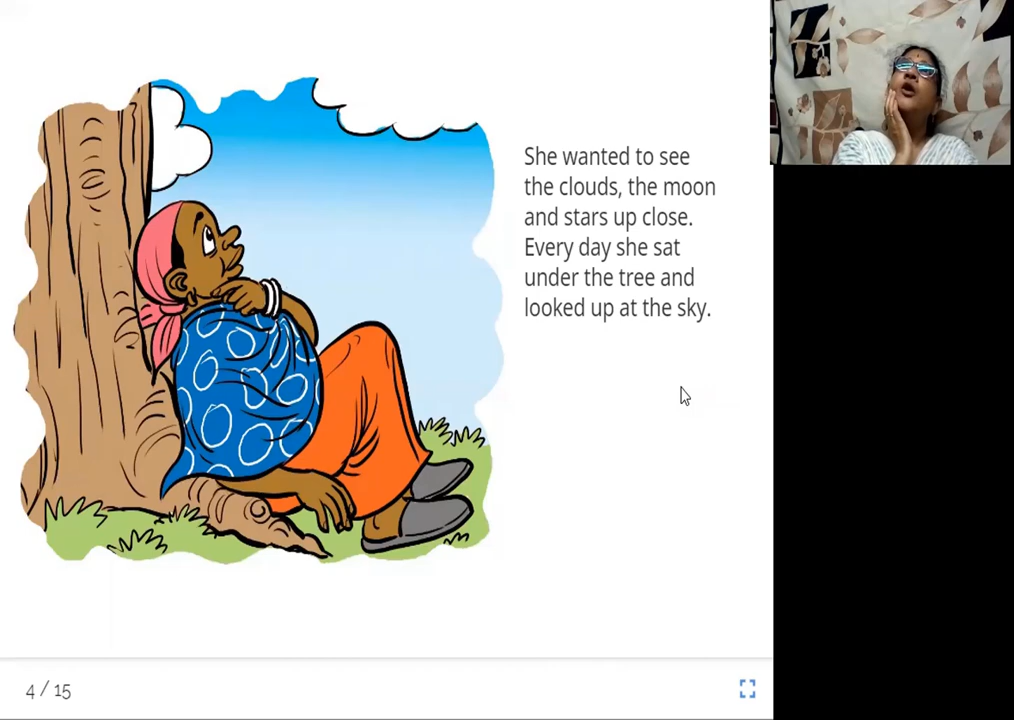 She wanted to see
the clouds, the moon
and stars up close.
Every day she sat
under the tree and
looked up at the sky.
4 / 15